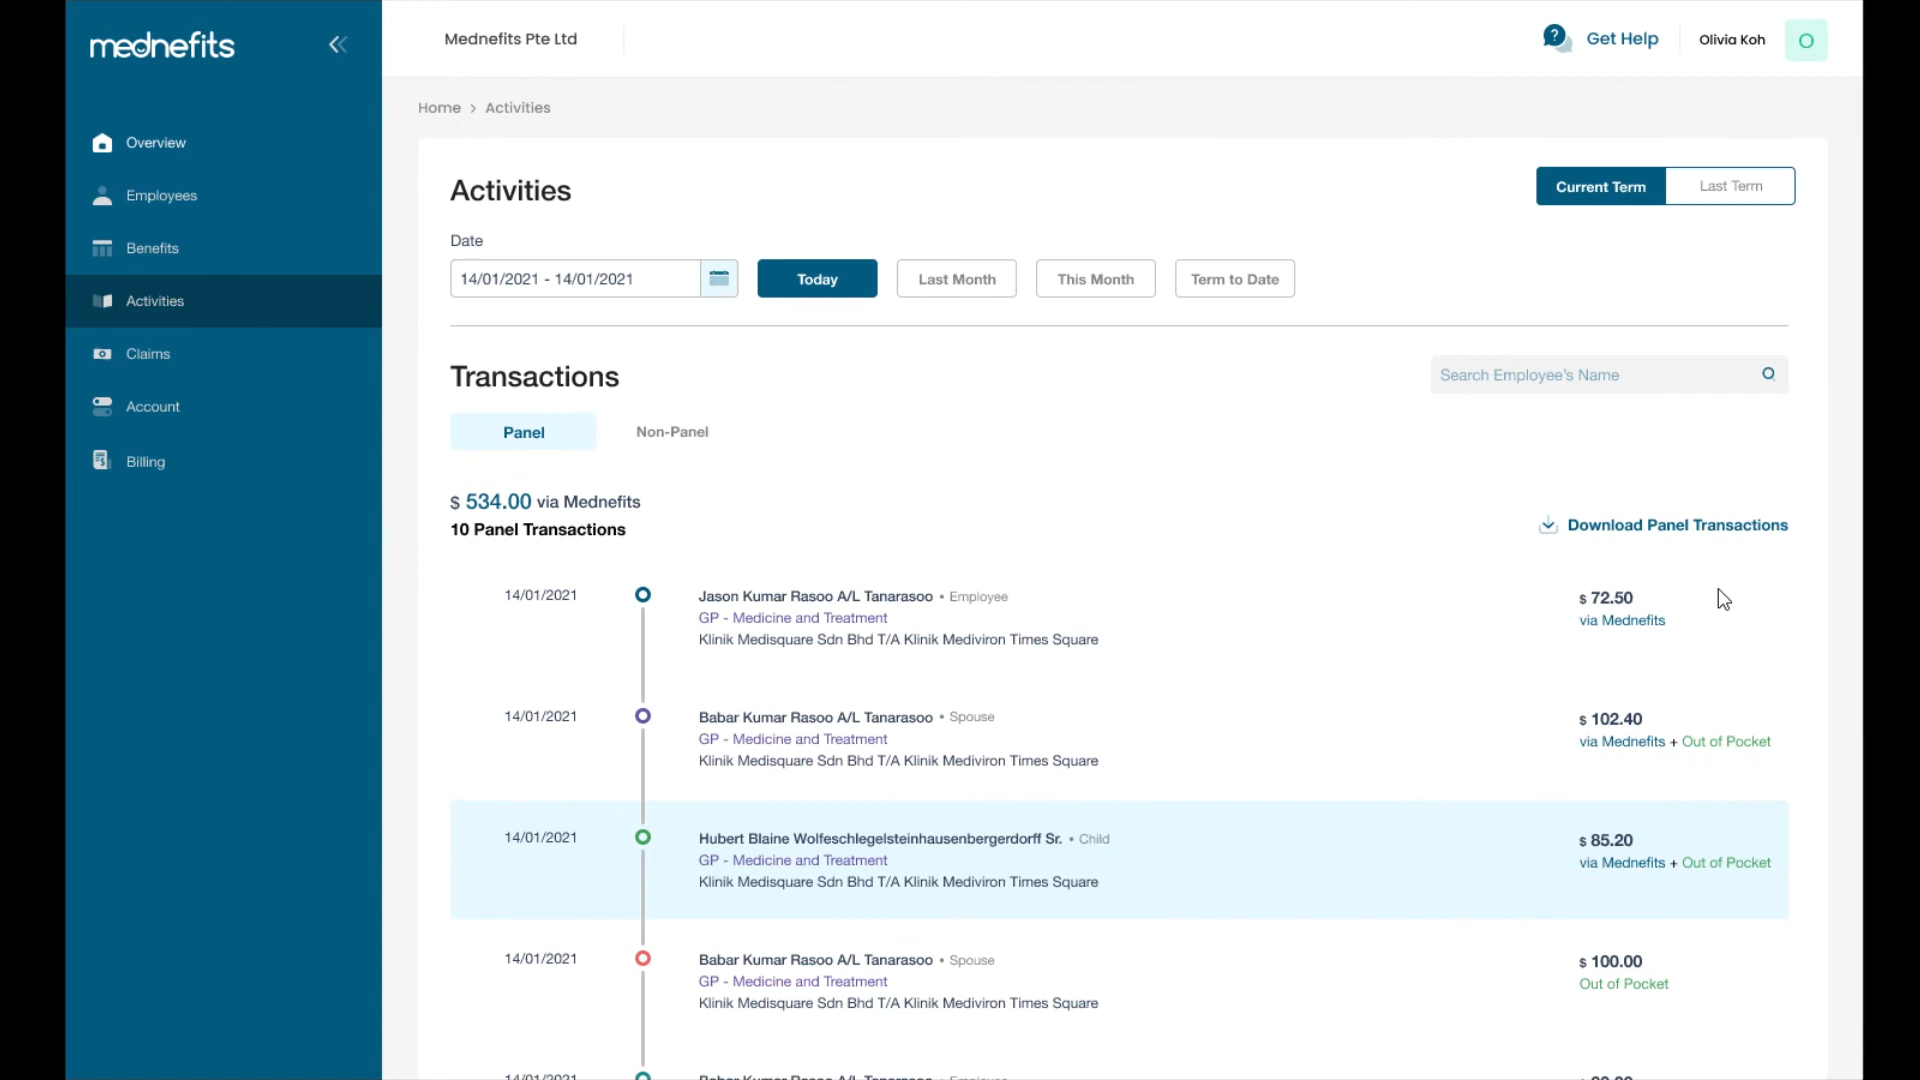 mednefits
Mednefits Pte Ltd
? Get Help
Olivia Koh
O
Overview
Employees
Benefits
Activities
Claims
Account
Billing
Home > Activities
Activities
Current Term
Last Term
Date
14/01/2021 - 14/01/2021
Today
Last Month
This Month
Term to Date
Transactions
Search Employee's Name
Panel
Non-Panel
$ 534.00 via Mednefits
10 Panel Transactions
Download Panel Transactions
14/01/2021
Jason Kumar Rasoo A/L Tanarasoo • Employee
GP - Medicine and Treatment
Klinik Medisquare Sdn Bhd T/A Klinik Mediviron Times Square
$ 72.50
via Mednefits
14/01/2021
Babar Kumar Rasoo A/L Tanarasoo • Spouse
GP - Medicine and Treatment
Klinik Medisquare Sdn Bhd T/A Klinik Mediviron Times Square
$ 102.40
via Mednefits + Out of Pocket
14/01/2021
Hubert Blaine Wolfeschlegelsteinhausenbergerdorff Sr. • Child
GP - Medicine and Treatment
Klinik Medisquare Sdn Bhd T/A Klinik Mediviron Times Square
$ 85.20
via Mednefits + Out of Pocket
14/01/2021
Babar Kumar Rasoo A/L Tanarasoo • Spouse
GP - Medicine and Treatment
Klinik Medisquare Sdn Bhd T/A Klinik Mediviron Times Square
$ 100.00
Out of Pocket
14/01/2021
Babar Kumar Rasoo A/L Tanarasoo • Employee